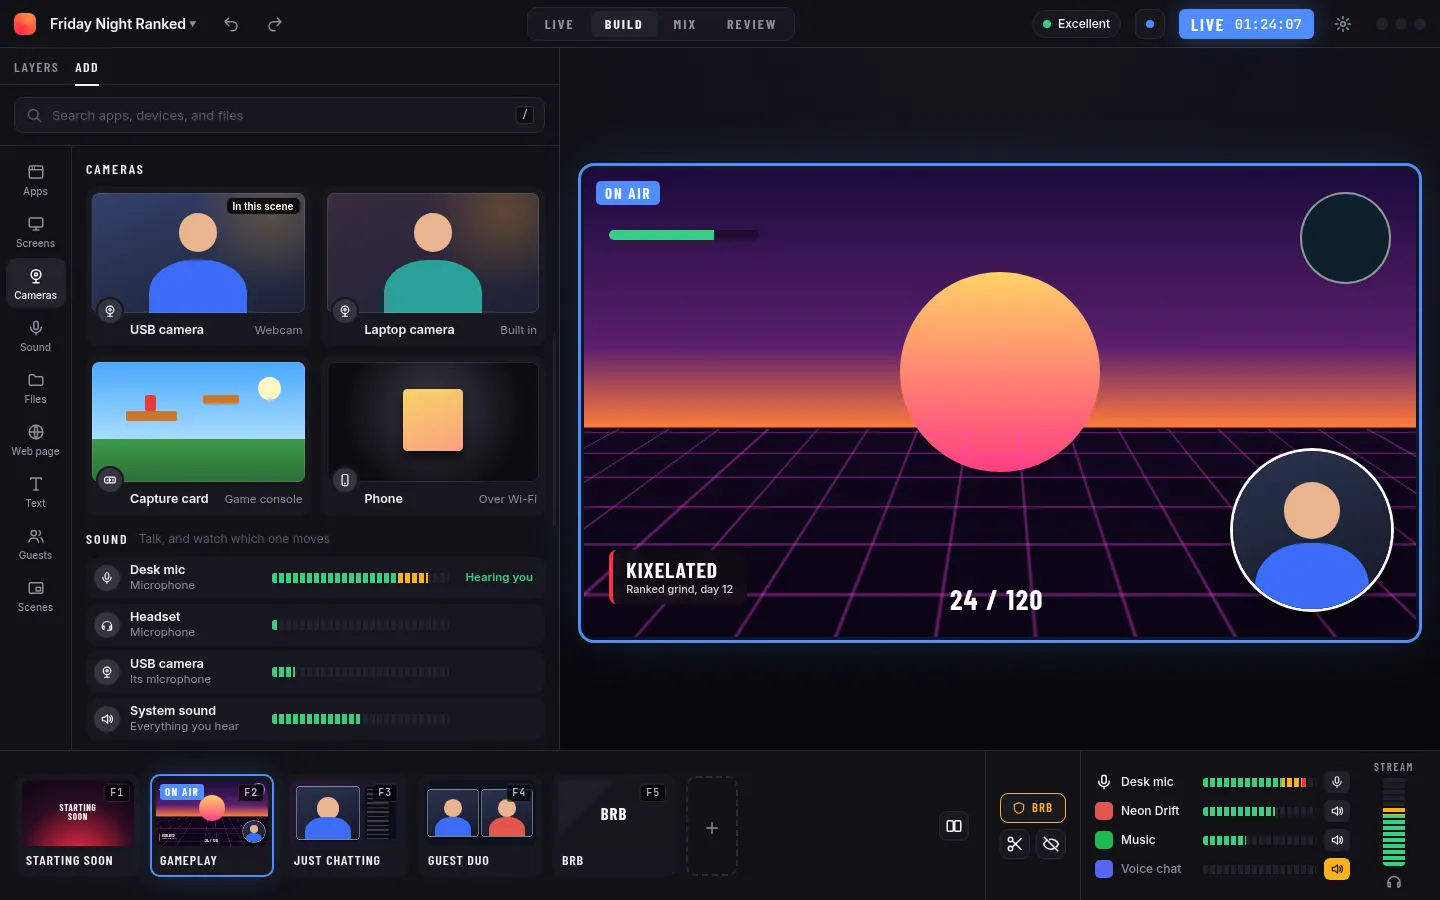 Friday Night Ranked
LIVE
BUILD
MIX
REVIEW
Excellent
LIVE 01:24:07
LAYERS
ADD
Search apps, devices, and files
/
Apps
Screens
Cameras
Sound
Files
Web page
Text
Guests
Scenes
CAMERAS
In this scene
USB camera
Webcam
Laptop camera
Built in
Capture card
Game console
Phone
Over Wi-Fi
SOUND
Talk, and watch which one moves
Desk mic
Microphone
Hearing you
Headset
Microphone
USB camera
Its microphone
System sound
Everything you hear
ON AIR
KIXELATED
Ranked grind, day 12
24 / 120
F1
STARTING
SOON
STARTING SOON
ON AIR
F2
GAMEPLAY
F3
JUST CHATTING
F4
GUEST DUO
F5
BRB
BRB
+
BRB
Desk mic
Neon Drift
Music
Voice chat
STREAM